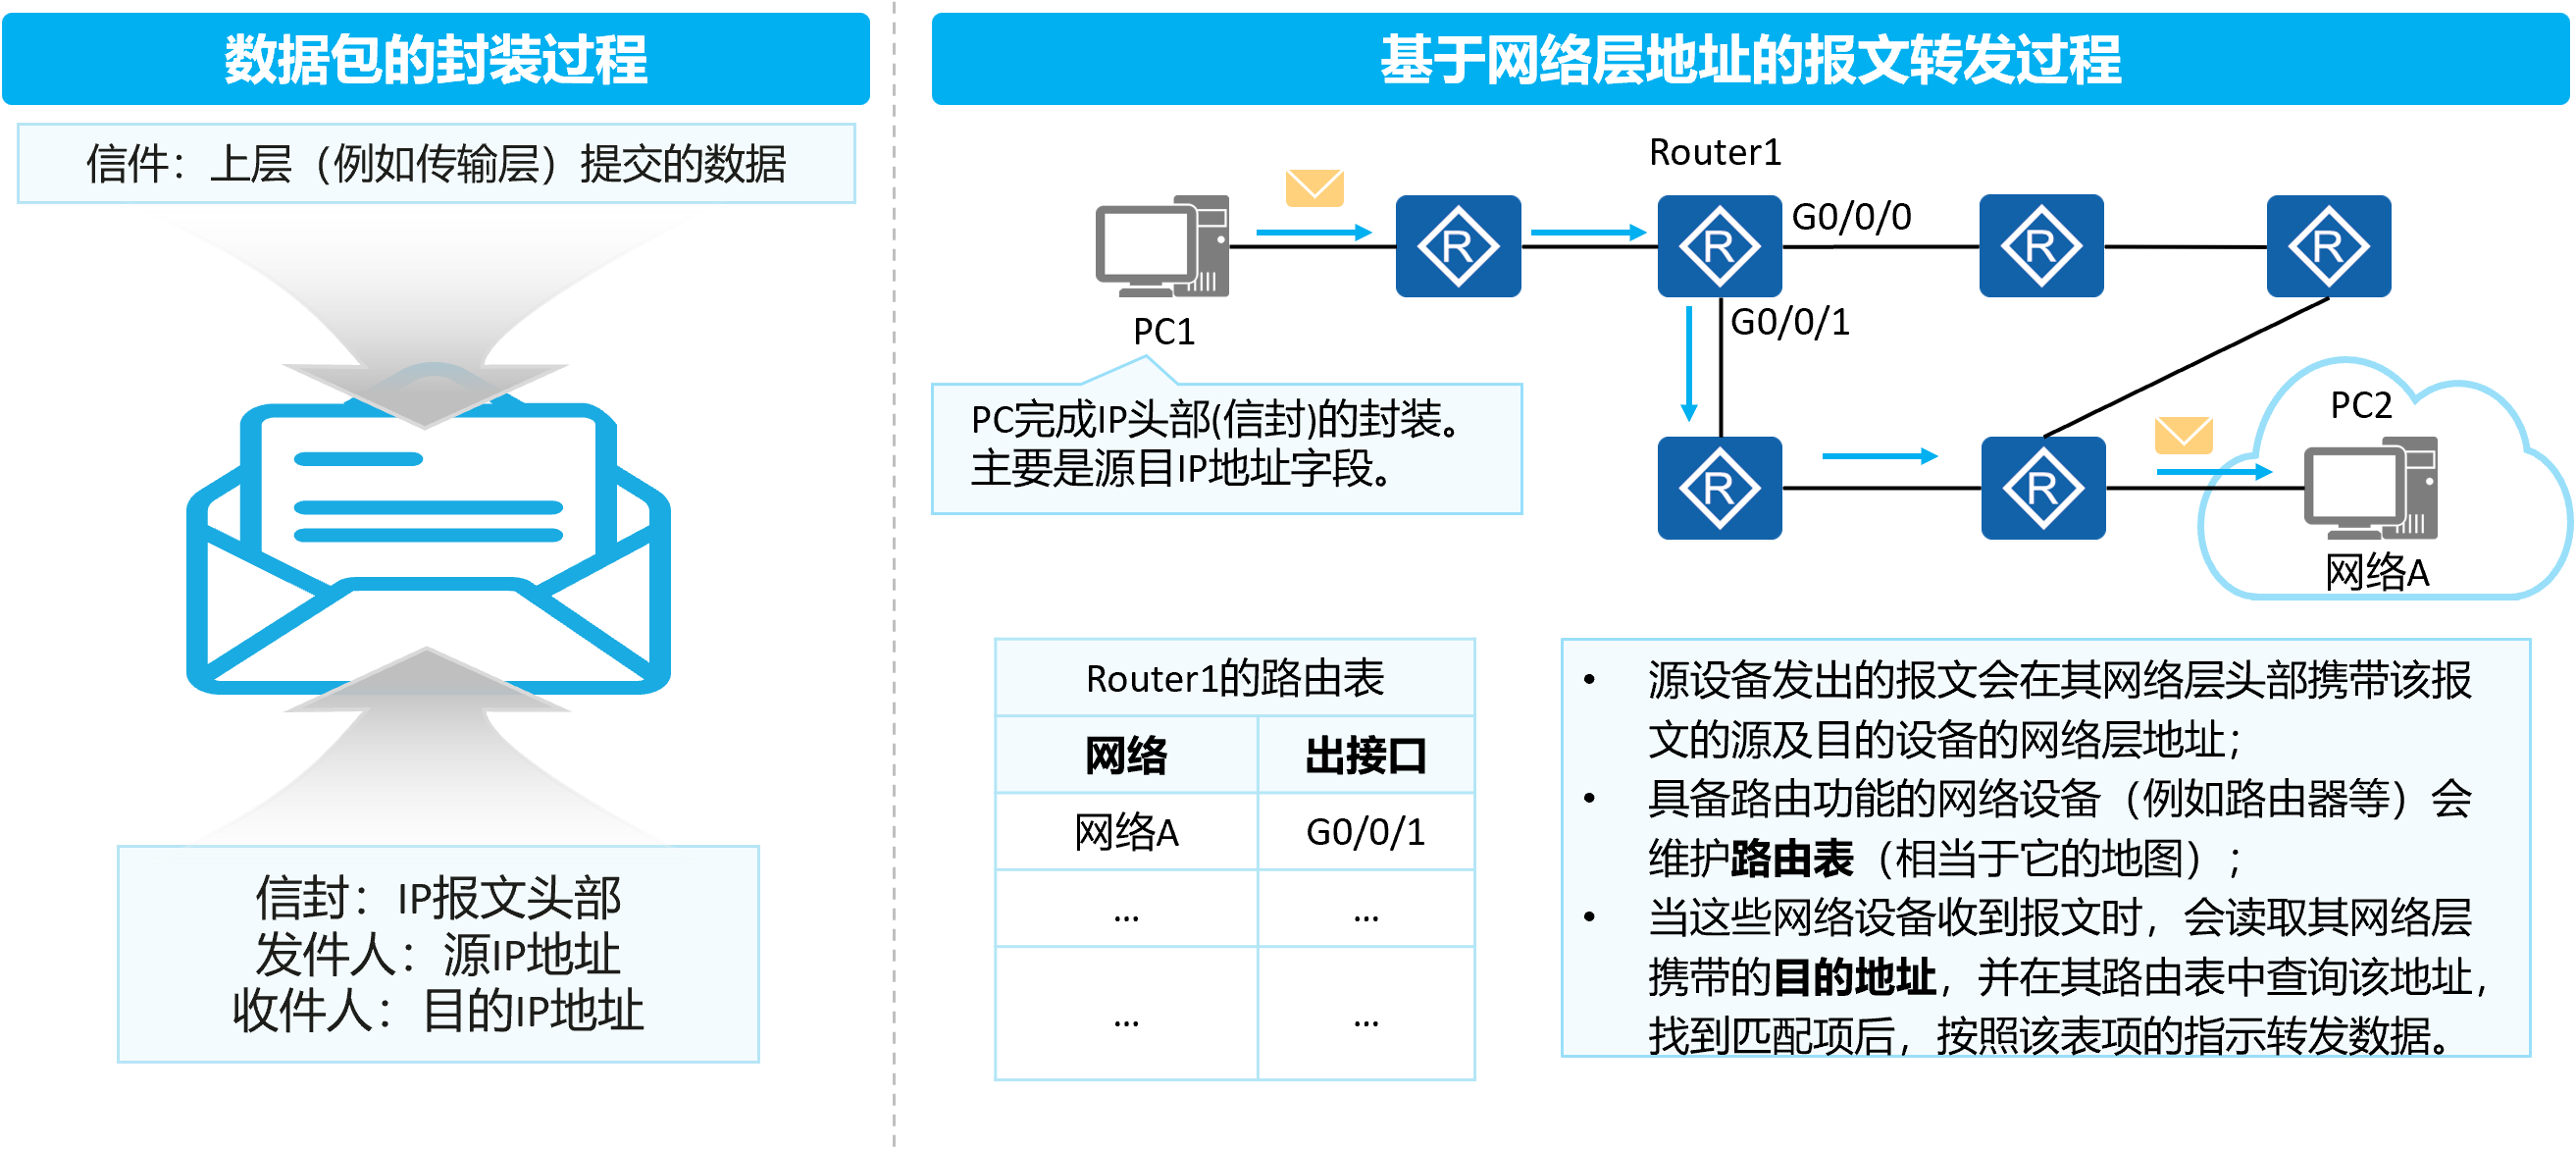 数据包的封装过程
信件：上层（例如传输层）提交的数据
信封：IP报文头部
发件人：源IP地址
收件人：目的IP地址
基于网络层地址的报文转发过程
Router1
G0/0/0
R
R
R
R
PC1
G0/0/1
PC完成IP头部(信封)的封装。
主要是源目IP地址字段。
PC2
R
R
网络A
Router1的路由表
网络 出接口
网络A G0/0/1
... ...
... ...
• 源设备发出的报文会在其网络层头部携带该报
文的源及目的设备的网络层地址；
• 具备路由功能的网络设备（例如路由器等）会
维护路由表（相当于它的地图）；
• 当这些网络设备收到报文时，会读取其网络层
携带的目的地址，并在其路由表中查询该地址，
找到匹配项后，按照该表项的指示转发数据。